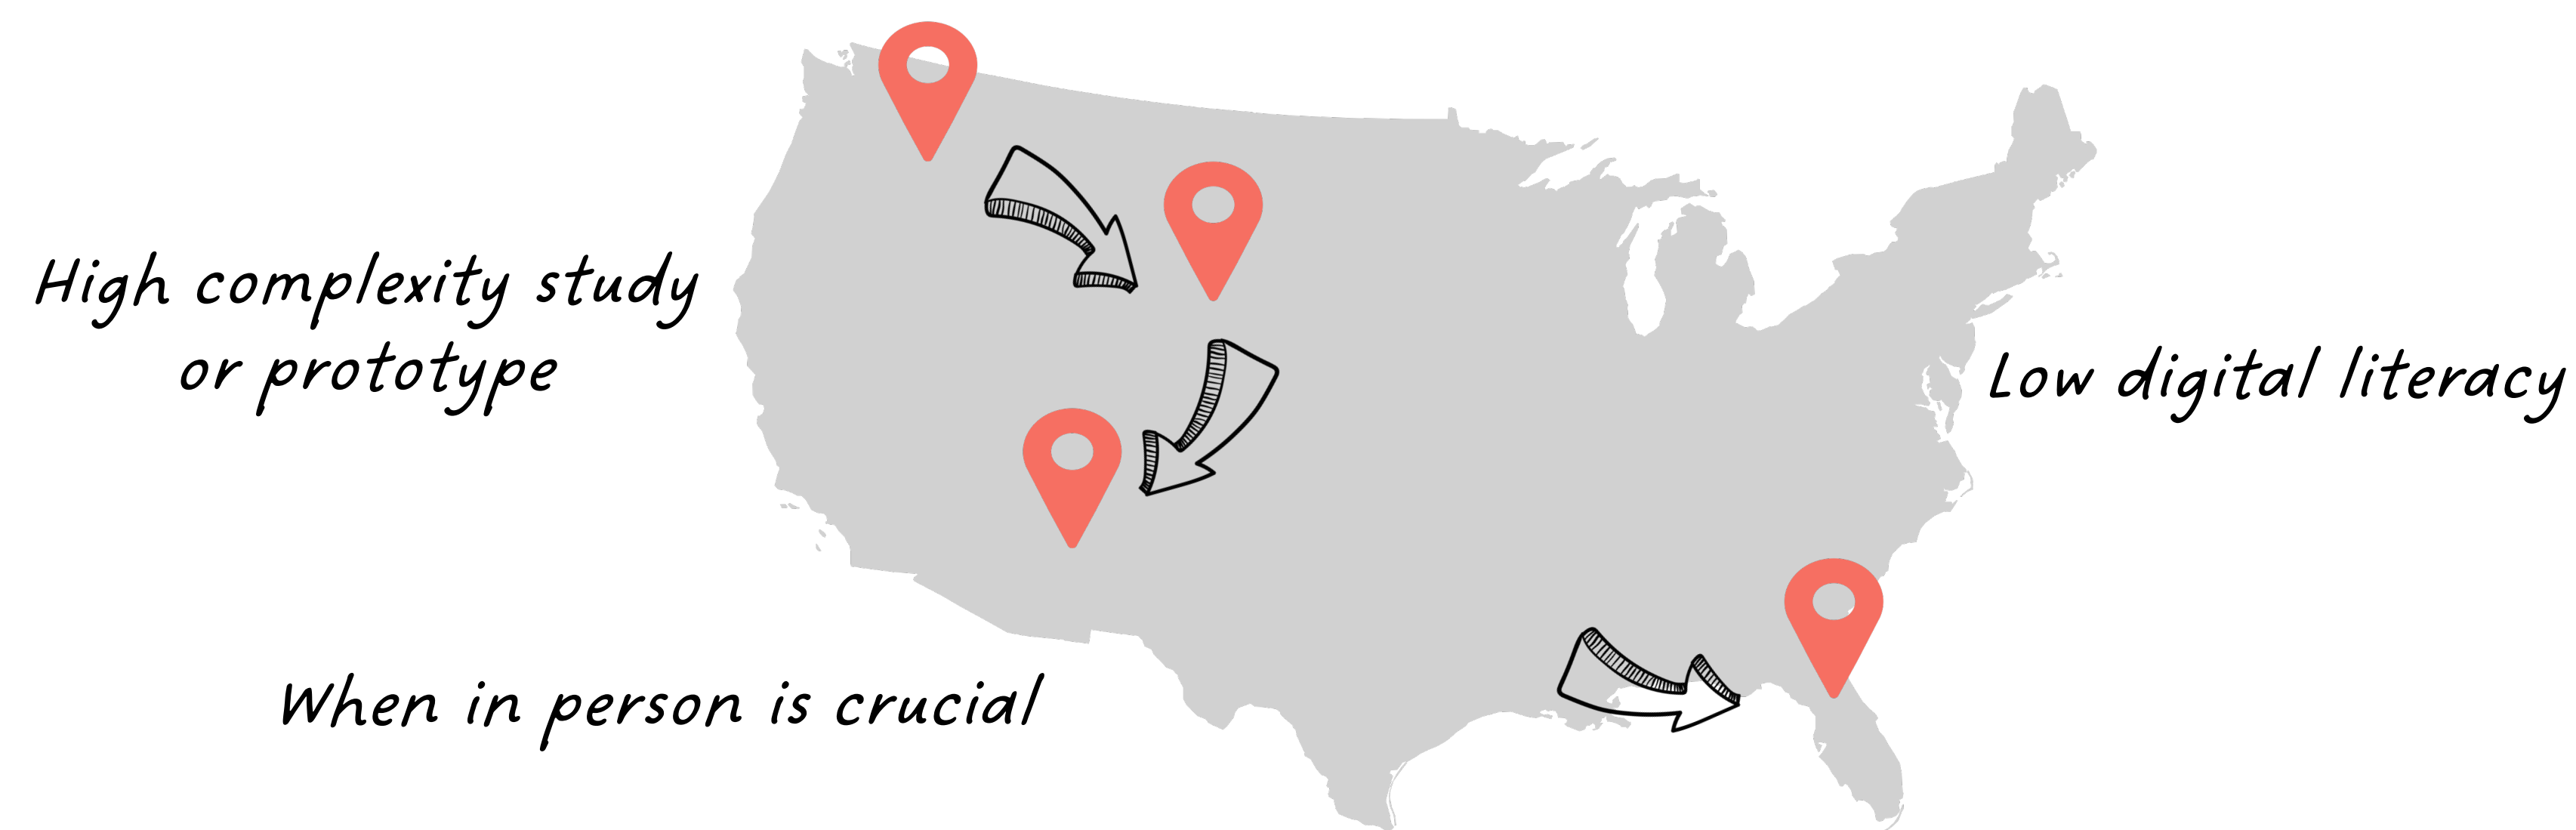 High complexity study
or prototype
Low digital literacy
When in person is crucial